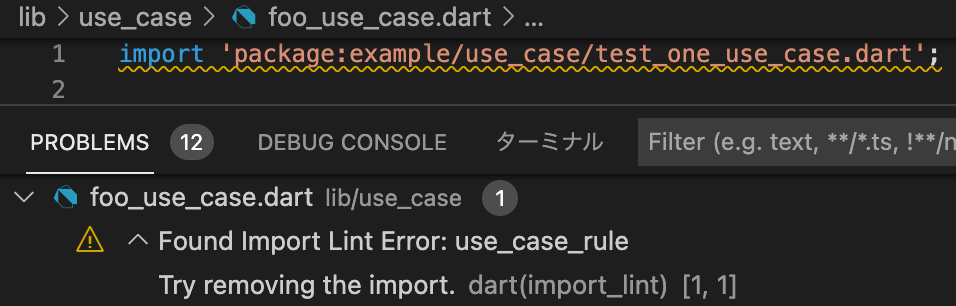 lib > use_case > foo_use_case.dart > ...
1 import 'package:example/use_case/test_one_use_case.dart';
2
PROBLEMS 12 DEBUG CONSOLE ターミナル Filter (e.g. text, **/*.ts, !**/n
foo_use_case.dart lib/use_case 1
Found Import Lint Error: use_case_rule
Try removing the import. dart(import_lint) [1, 1]